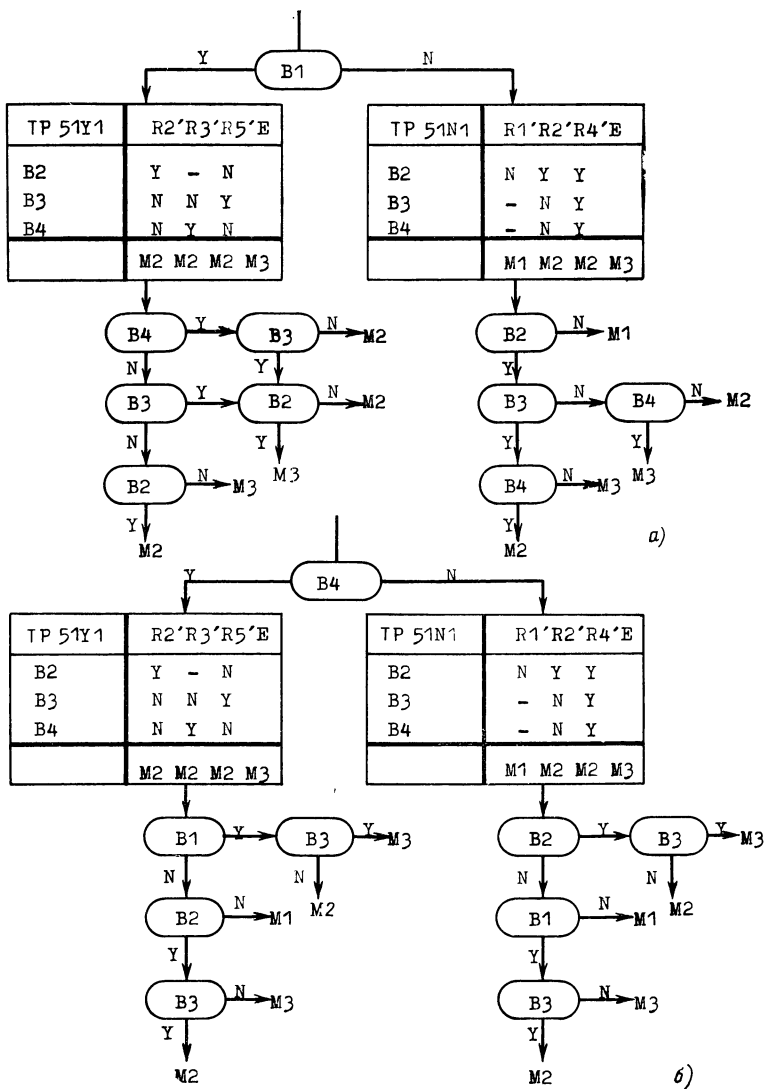 Y B1 N
TP 51Y1 R2′R3′R5′E TP 51N1 R1′R2′R4′E
B2 Y - N B2 N Y Y
B3 N N Y B3 - N Y
B4 N Y N B4 - N Y
M2 M2 M2 M3 M1 M2 M2 M3
B4 Y B3 N M2 B2 N M1
N Y Y
B3 Y B2 N M2 B3 N B4 N M2
N Y Y Y
B2 N M3 M3 B4 N M3 M3
Y Y
M2 M2
а)
Y B4 N
TP 51Y1 R2′R3′R5′E TP 51N1 R1′R2′R4′E
B2 Y - N B2 N Y Y
B3 N N Y B3 - N Y
B4 N Y N B4 - N Y
M2 M2 M2 M3 M1 M2 M2 M3
B1 Y B3 Y M3 B2 Y B3 Y M3
N N N N
B2 N M1 M2 B1 N M1 M2
Y Y
B3 N M3 B3 N M3
Y Y
M2 M2
б)